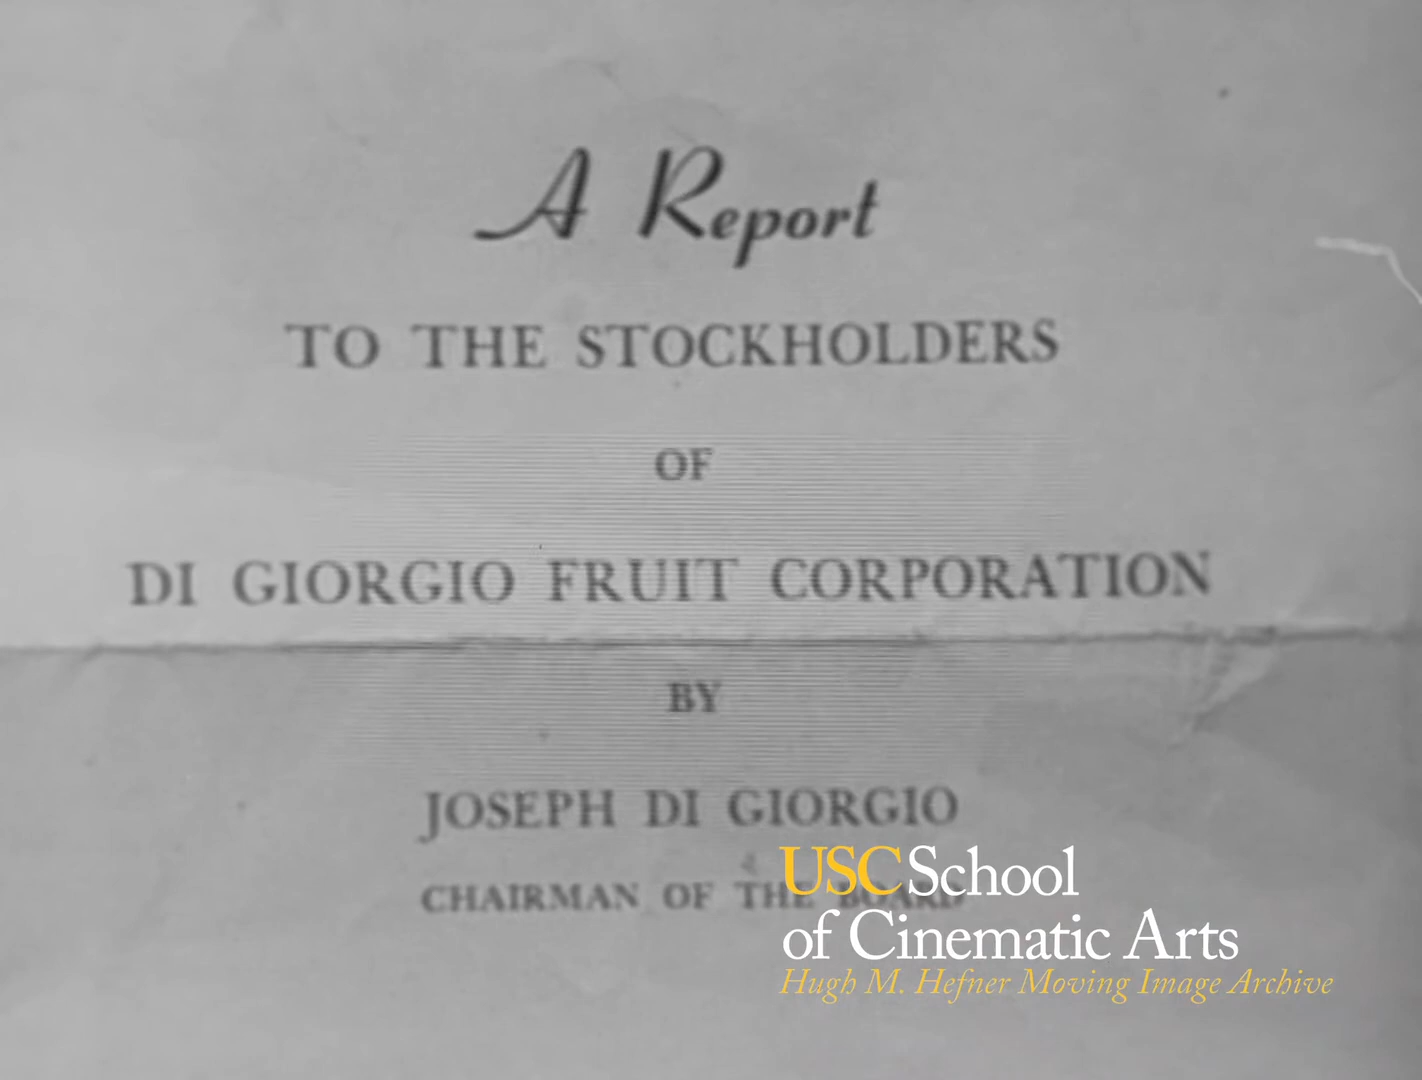 A Report
TO THE STOCKHOLDERS
OF
DI GIORGIO FRUIT CORPORATION
BY
JOSEPH DI GIORGIO
CHAIRMAN OF THE BOARD
USC School
of Cinematic Arts
Hugh M. Hefner Moving Image Archive